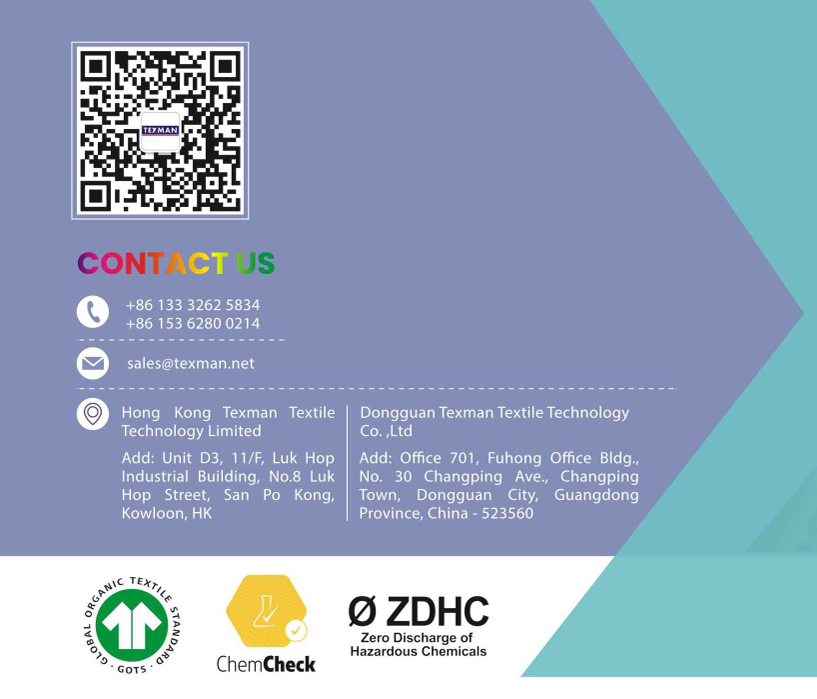 TEXMAN
CONTACT US
+86 133 3262 5834
+86 153 6280 0214
sales@texman.net
Hong Kong Texman Textile
Technology Limited
Add: Unit D3, 11/F, Luk Hop
Industrial Building, No.8 Luk
Hop Street, San Po Kong,
Kowloon, HK
Dongguan Texman Textile Technology
Co. ,Ltd
Add: Office 701, Fuhong Office Bldg.,
No. 30 Changping Ave., Changping
Town, Dongguan City, Guangdong
Province, China - 523560
GLOBAL ORGANIC TEXTILE STANDARD
· GOTS ·
ChemCheck
Ø ZDHC
Zero Discharge of
Hazardous Chemicals